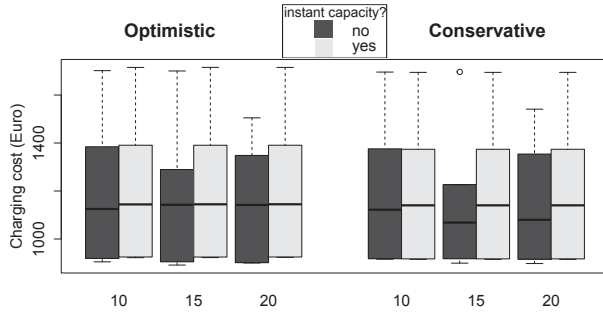 instant capacity?
no
yes
Optimistic
Conservative
Charging cost (Euro)
1400
1000
10
15
20
10
15
20